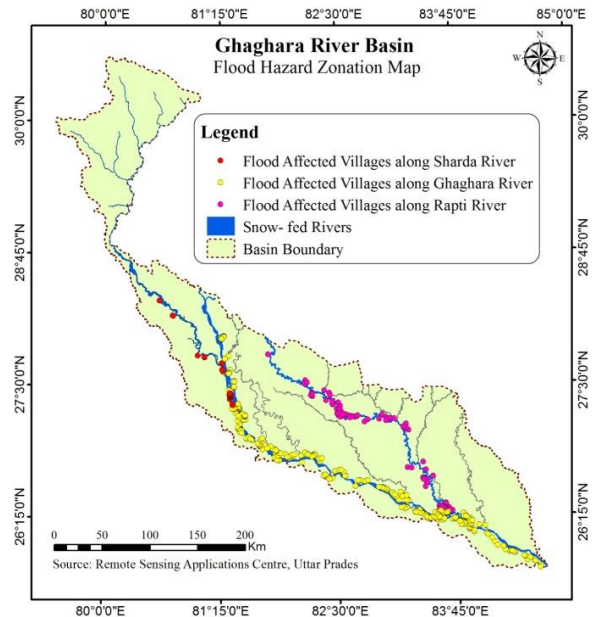 80°0'0"E 81°15'0"E 82°30'0"E 83°45'0"E 85°0'0"E
Ghaghara River Basin
Flood Hazard Zonation Map
N
W E
S
30°0'0"N 30°0'0"N
Legend
Flood Affected Villages along Sharda River
Flood Affected Villages along Ghaghara River
Flood Affected Villages along Rapti River
Snow- fed Rivers
Basin Boundary
28°45'0"N 28°45'0"N
27°30'0"N 27°30'0"N
26°15'0"N 26°15'0"N
0 50 100 150 200
Km
Source: Remote Sensing Applications Centre, Uttar Prades
80°0'0"E 81°15'0"E 82°30'0"E 83°45'0"E